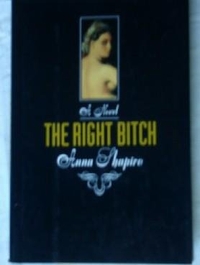 A Novel
THE RIGHT BITCH
Anna Shapiro